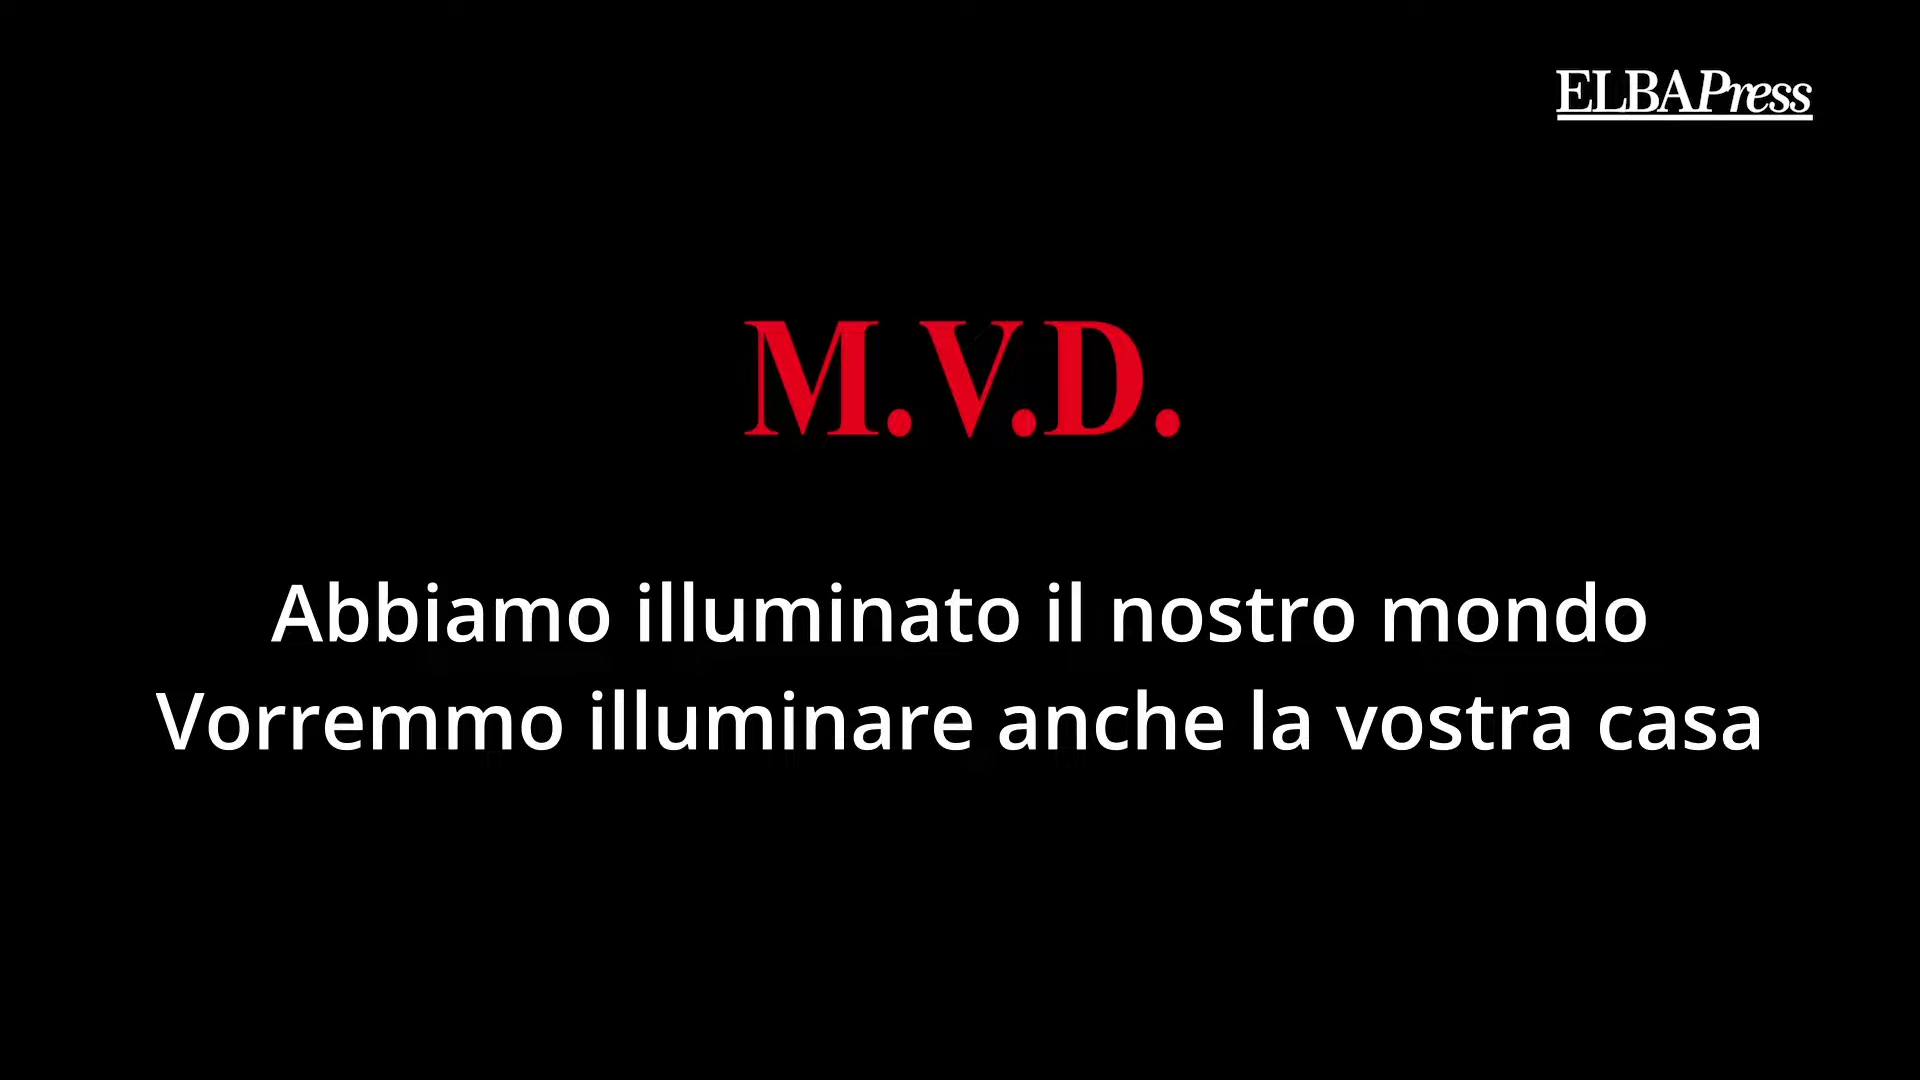 ELBAPress
M.V.D.
Abbiamo illuminato il nostro mondo
Vorremmo illuminare anche la vostra casa